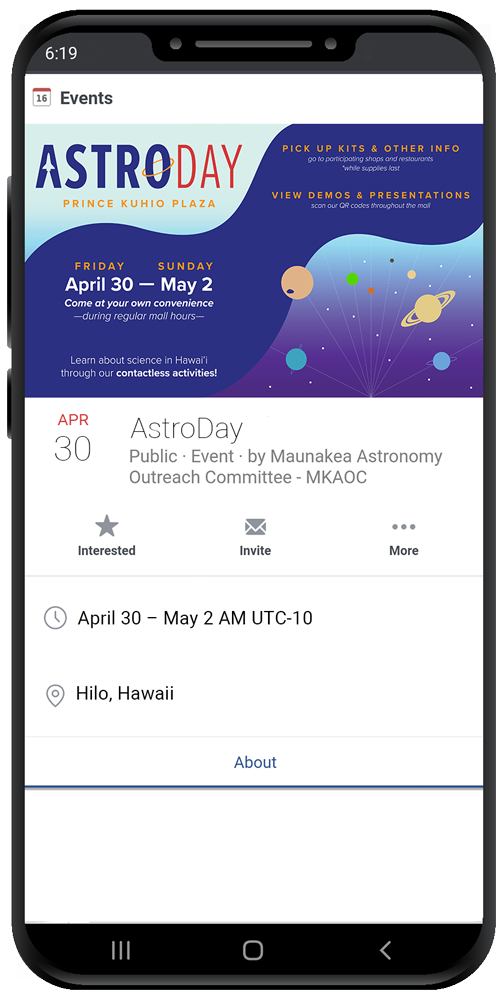 6:19
16 Events
ASTRODAY
PRINCE KUHIO PLAZA
PICK UP KITS & OTHER INFO
go to participating shops and restaurants
*while supplies last
VIEW DEMOS & PRESENTATIONS
scan our QR codes throughout the mall
FRIDAY SUNDAY
April 30 — May 2
Come at your own convenience
—during regular mall hours—
Learn about science in Hawai'i
through our contactless activities!
APR
30
AstroDay
Public · Event · by Maunakea Astronomy
Outreach Committee - MKAOC
Interested Invite More
April 30 – May 2 AM UTC-10
Hilo, Hawaii
About